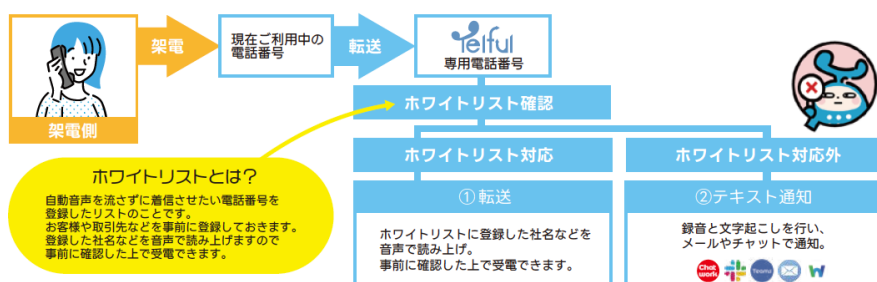 架電側
架電
現在ご利用中の
電話番号
転送
Telful
専用電話番号
ホワイトリスト確認
ホワイトリスト対応
ホワイトリスト対応外
①転送
ホワイトリストに登録した社名などを
音声で読み上げ。
事前に確認した上で受電できます。
②テキスト通知
録音と文字起こしを行い、
メールやチャットで通知。
Chat
work
ホワイトリストとは?
自動音声を流さずに着信させたい電話番号を
登録したリストのことです。
お客様や取引先などを事前に登録しておきます。
登録した社名などを音声で読み上げますので
事前に確認した上で受電できます。